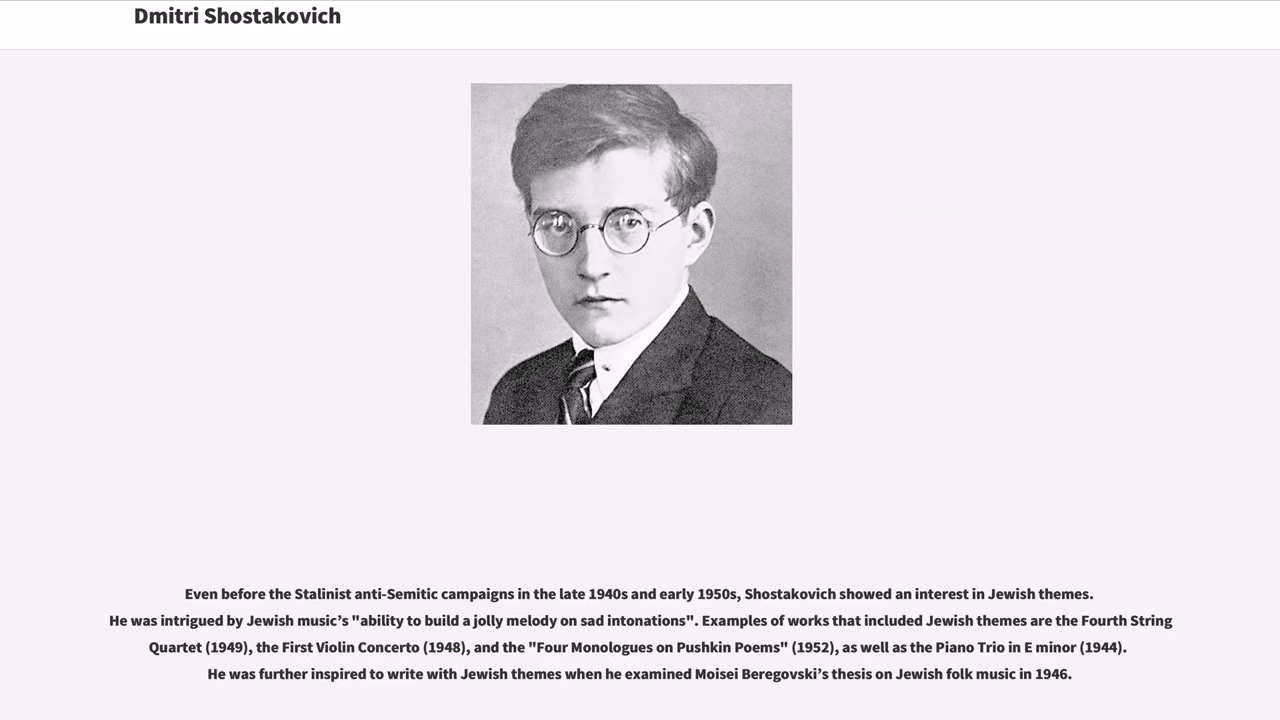 Dmitri Shostakovich
Even before the Stalinist anti-Semitic campaigns in the late 1940s and early 1950s, Shostakovich showed an interest in Jewish themes.
He was intrigued by Jewish music’s "ability to build a jolly melody on sad intonations". Examples of works that included Jewish themes are the Fourth String
Quartet (1949), the First Violin Concerto (1948), and the "Four Monologues on Pushkin Poems" (1952), as well as the Piano Trio in E minor (1944).
He was further inspired to write with Jewish themes when he examined Moisei Beregovski’s thesis on Jewish folk music in 1946.